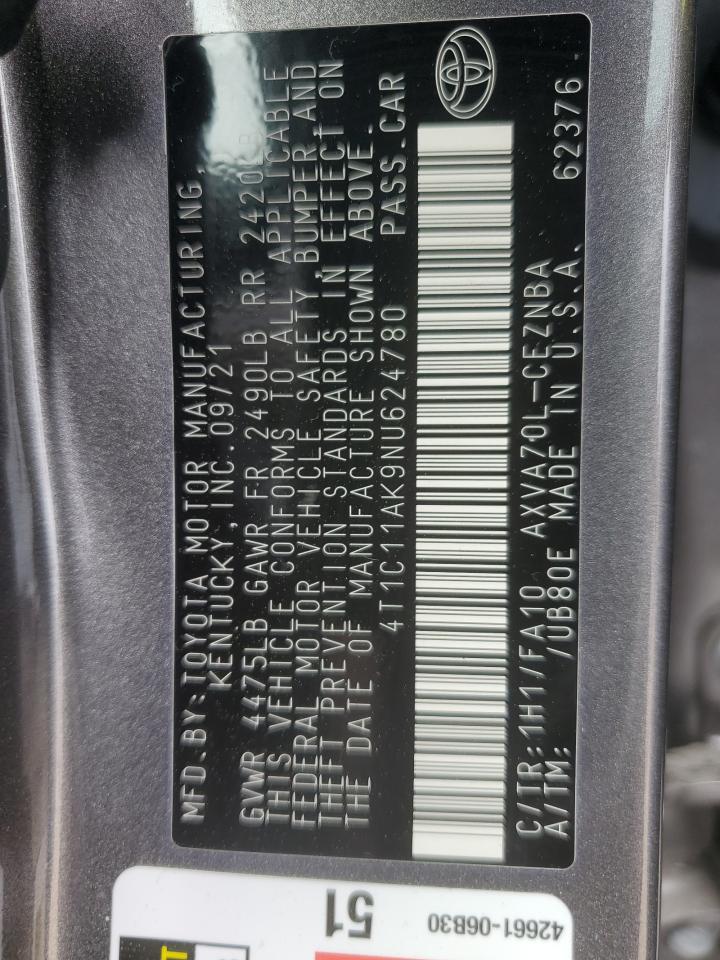 MFD.BY:TOYOTA MOTOR MANUFACTURING,
KENTUCKY,INC.09/21
GVWR 4475LB GAWR FR 2490LB RR 2420LB
THIS VEHICLE CONFORMS TO ALL APPLICABLE
FEDERAL MOTOR VEHICLE SAFETY,BUMPER,AND
THEFT PREVENTION STANDARDS IN EFFECT ON
THE DATE OF MANUFACTURE SHOWN ABOVE.
4T1C11AK9NU624780 PASS.CAR
C/TR:1H17FA10 AXVA70L-CEZNBA
A/TM: /UB80E MADE IN U.S.A. 62376
51
42661-06B30